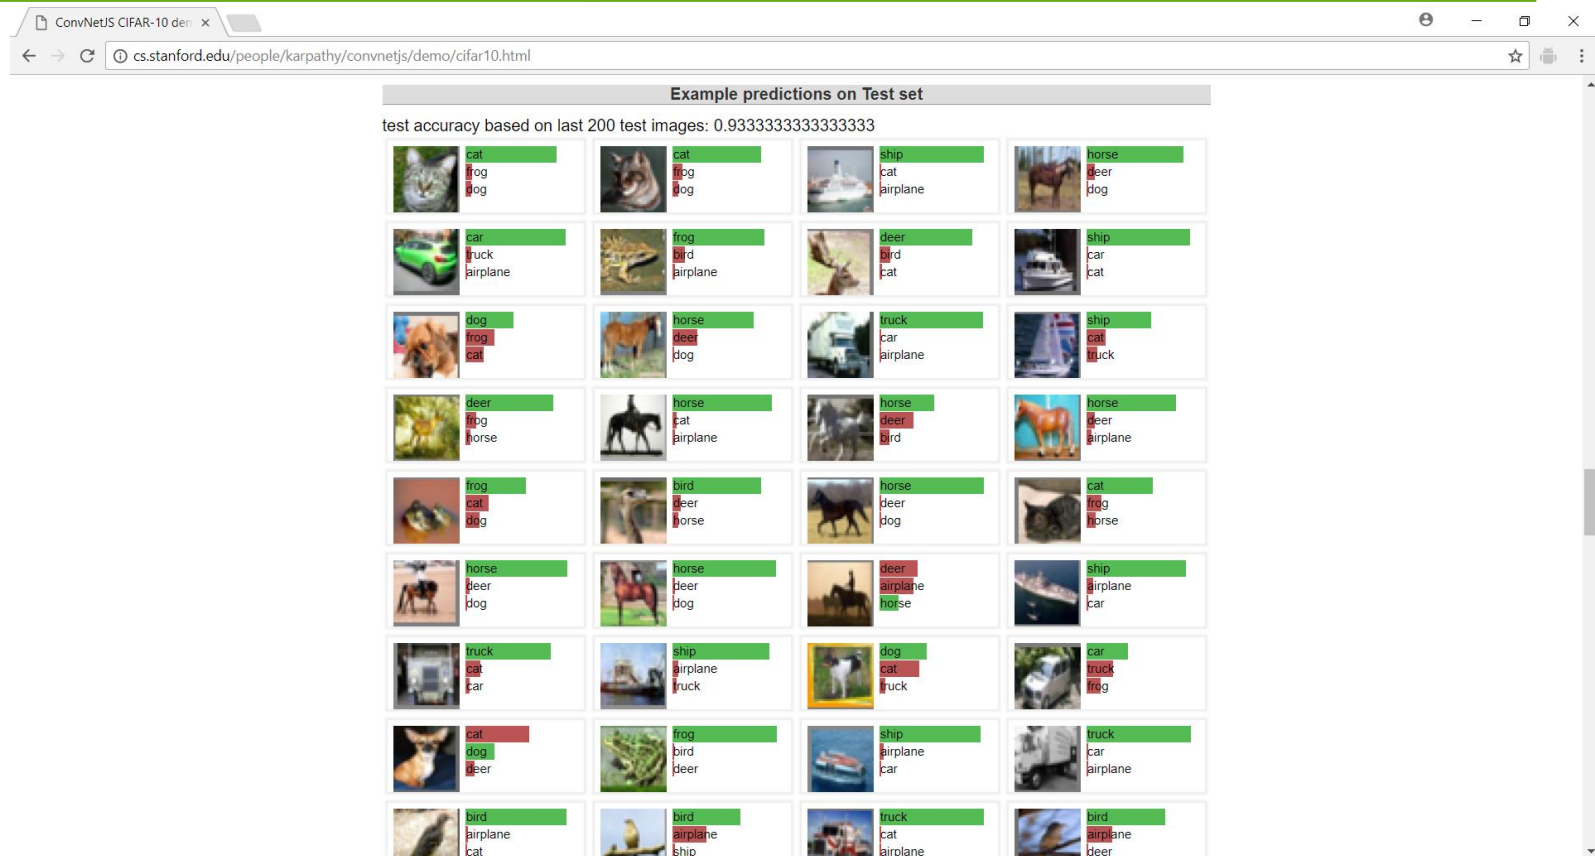 ConvNetJS CIFAR-10 den
cs.stanford.edu/people/karpathy/convnetjs/demo/cifar10.html
Example predictions on Test set
test accuracy based on last 200 test images: 0.9333333333333333
cat
frog
dog
cat
frog
dog
ship
cat
airplane
horse
deer
dog
car
truck
airplane
frog
bird
airplane
deer
bird
cat
ship
car
cat
dog
frog
cat
horse
deer
dog
truck
car
airplane
ship
cat
truck
deer
frog
horse
horse
cat
airplane
horse
deer
bird
horse
deer
airplane
frog
cat
dog
bird
deer
horse
horse
deer
dog
cat
frog
horse
horse
deer
dog
horse
deer
dog
deer
airplane
horse
ship
airplane
car
truck
cat
car
ship
airplane
truck
dog
cat
truck
car
truck
frog
cat
dog
deer
frog
bird
deer
ship
airplane
car
truck
car
airplane
bird
airplane
cat
bird
airplane
ship
truck
cat
airplane
bird
airplane
deer